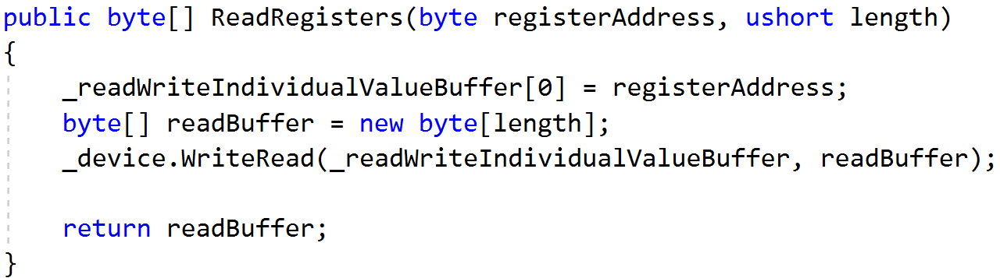 public byte[] ReadRegisters(byte registerAddress, ushort length)
{
    _readWriteIndividualValueBuffer[0] = registerAddress;
    byte[] readBuffer = new byte[length];
    _device.WriteRead(_readWriteIndividualValueBuffer, readBuffer);

    return readBuffer;
}